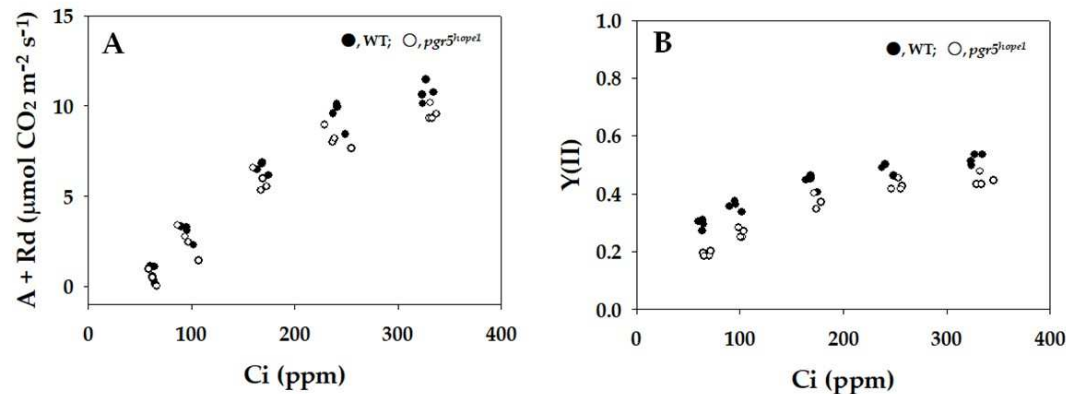 A
●, WT; ○, pgr5hope1
15
10
5
0
0 100 200 300 400
A + Rd (μmol CO2 m-2 s-1)
Ci (ppm)
B
●, WT; ○, pgr5hope1
1.0
0.8
0.6
0.4
0.2
0.0
0 100 200 300 400
Y(II)
Ci (ppm)